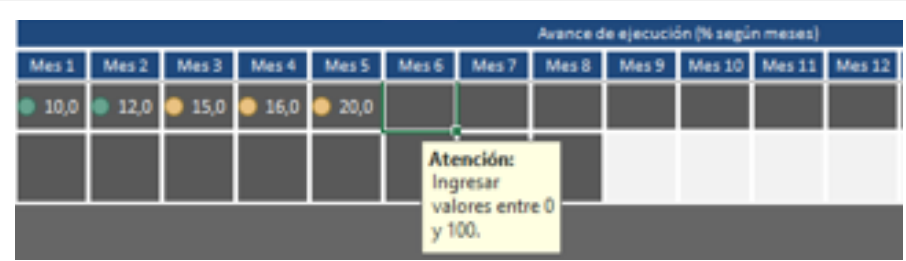 Avance de ejecución (% según meses)
Mes 1 Mes 2 Mes 3 Mes 4 Mes 5 Mes 6 Mes 7 Mes 8 Mes 9 Mes 10 Mes 11 Mes 12
10,0 12,0 15,0 16,0 20,0
Atención:
Ingresar
valores entre 0
y 100.